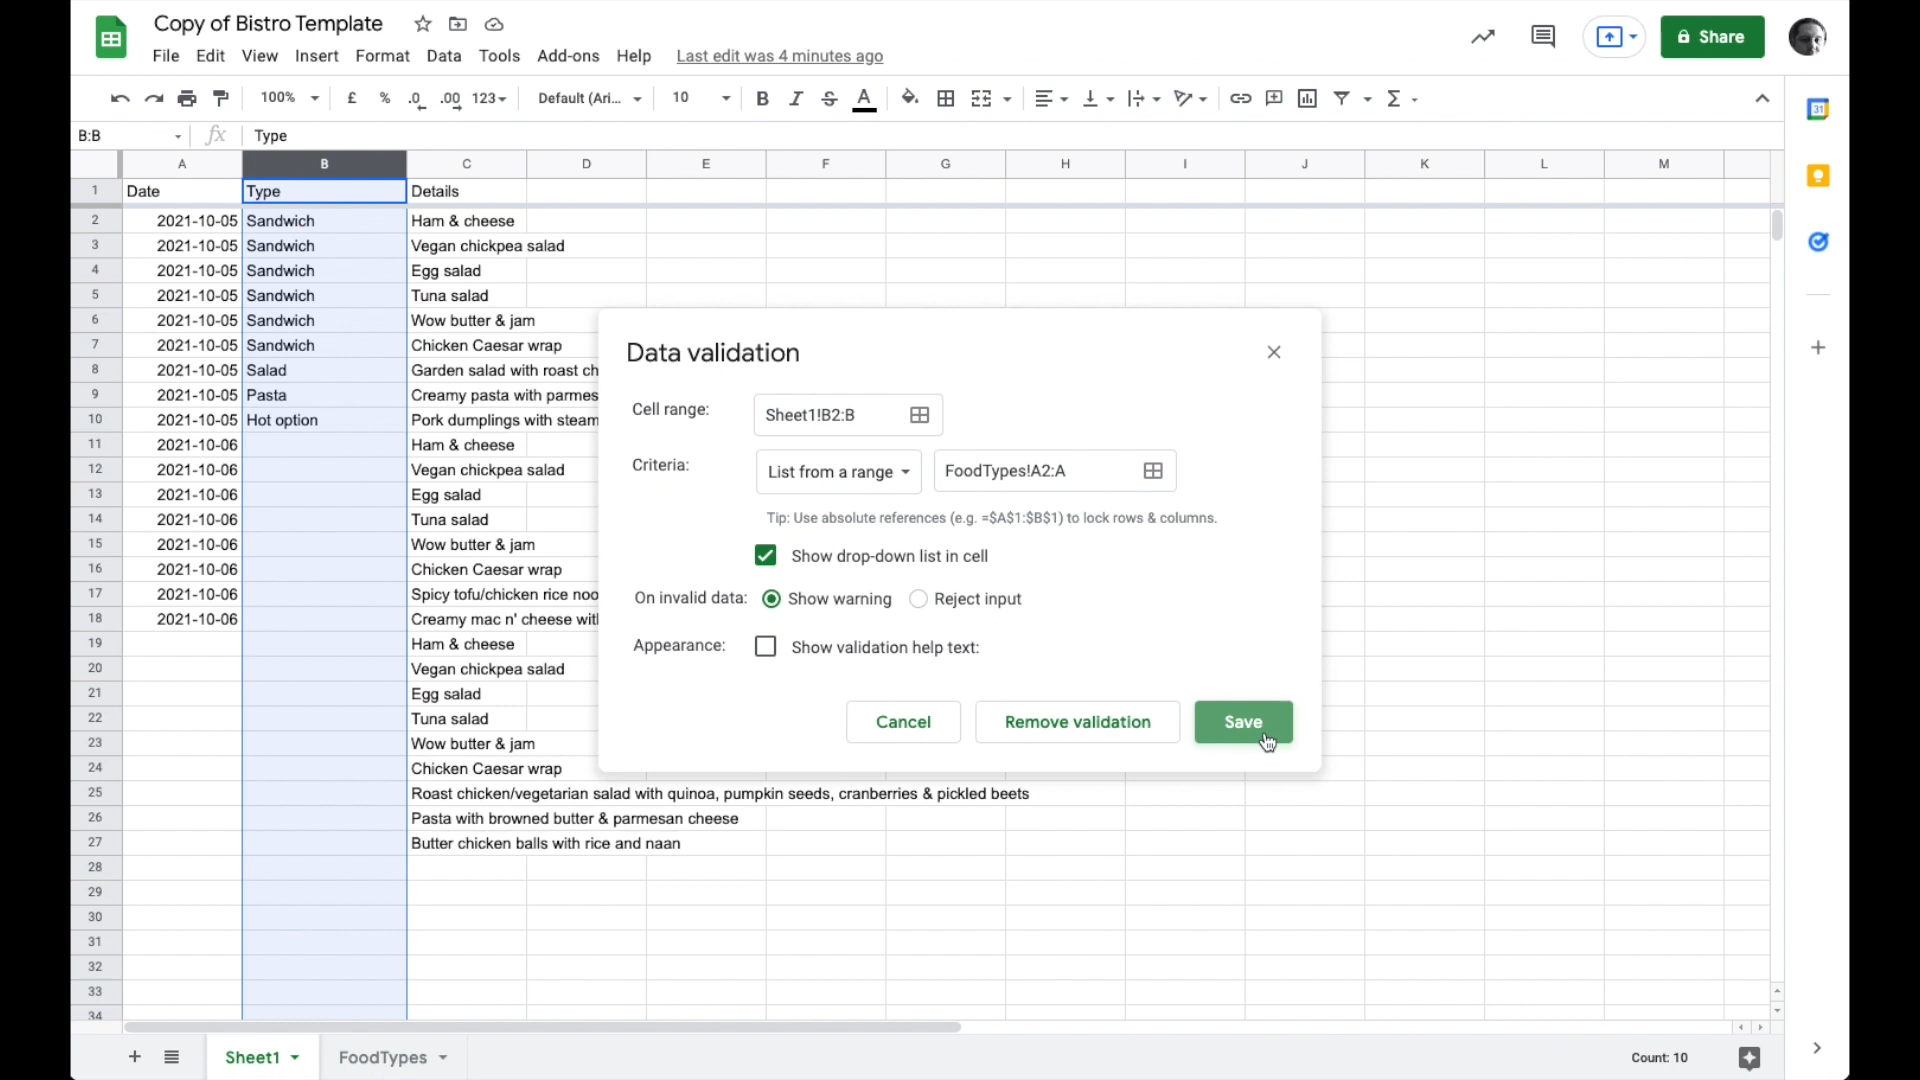 Copy of Bistro Template
File Edit View Insert Format Data Tools Add-ons Help Last edit was 4 minutes ago
Share
31
100% £ % .0 .00 123 Default (Ari... 10 B I S A Σ
B:B fx Type
A B C D E F G H I J K L M
1 Date Type Details
2 2021-10-05 Sandwich Ham & cheese
3 2021-10-05 Sandwich Vegan chickpea salad
4 2021-10-05 Sandwich Egg salad
5 2021-10-05 Sandwich Tuna salad
6 2021-10-05 Sandwich Wow butter & jam
7 2021-10-05 Sandwich Chicken Caesar wrap
8 2021-10-05 Salad Garden salad with roast ch
9 2021-10-05 Pasta Creamy pasta with parmes
10 2021-10-05 Hot option Pork dumplings with steam
11 2021-10-06 Ham & cheese
12 2021-10-06 Vegan chickpea salad
13 2021-10-06 Egg salad
14 2021-10-06 Tuna salad
15 2021-10-06 Wow butter & jam
16 2021-10-06 Chicken Caesar wrap
17 2021-10-06 Spicy tofu/chicken rice noo
18 2021-10-06 Creamy mac n' cheese wit
19 Ham & cheese
20 Vegan chickpea salad
21 Egg salad
22 Tuna salad
23 Wow butter & jam
24 Chicken Caesar wrap
25 Roast chicken/vegetarian salad with quinoa, pumpkin seeds, cranberries & pickled beets
26 Pasta with browned butter & parmesan cheese
27 Butter chicken balls with rice and naan
28
29
30
31
32
33
34
Data validation
Cell range: Sheet1!B2:B
Criteria: List from a range FoodTypes!A2:A
Tip: Use absolute references (e.g. =$A$1:$B$1) to lock rows & columns.
Show drop-down list in cell
On invalid data: Show warning Reject input
Appearance: Show validation help text:
Cancel Remove validation Save
Sheet1 FoodTypes Count: 10